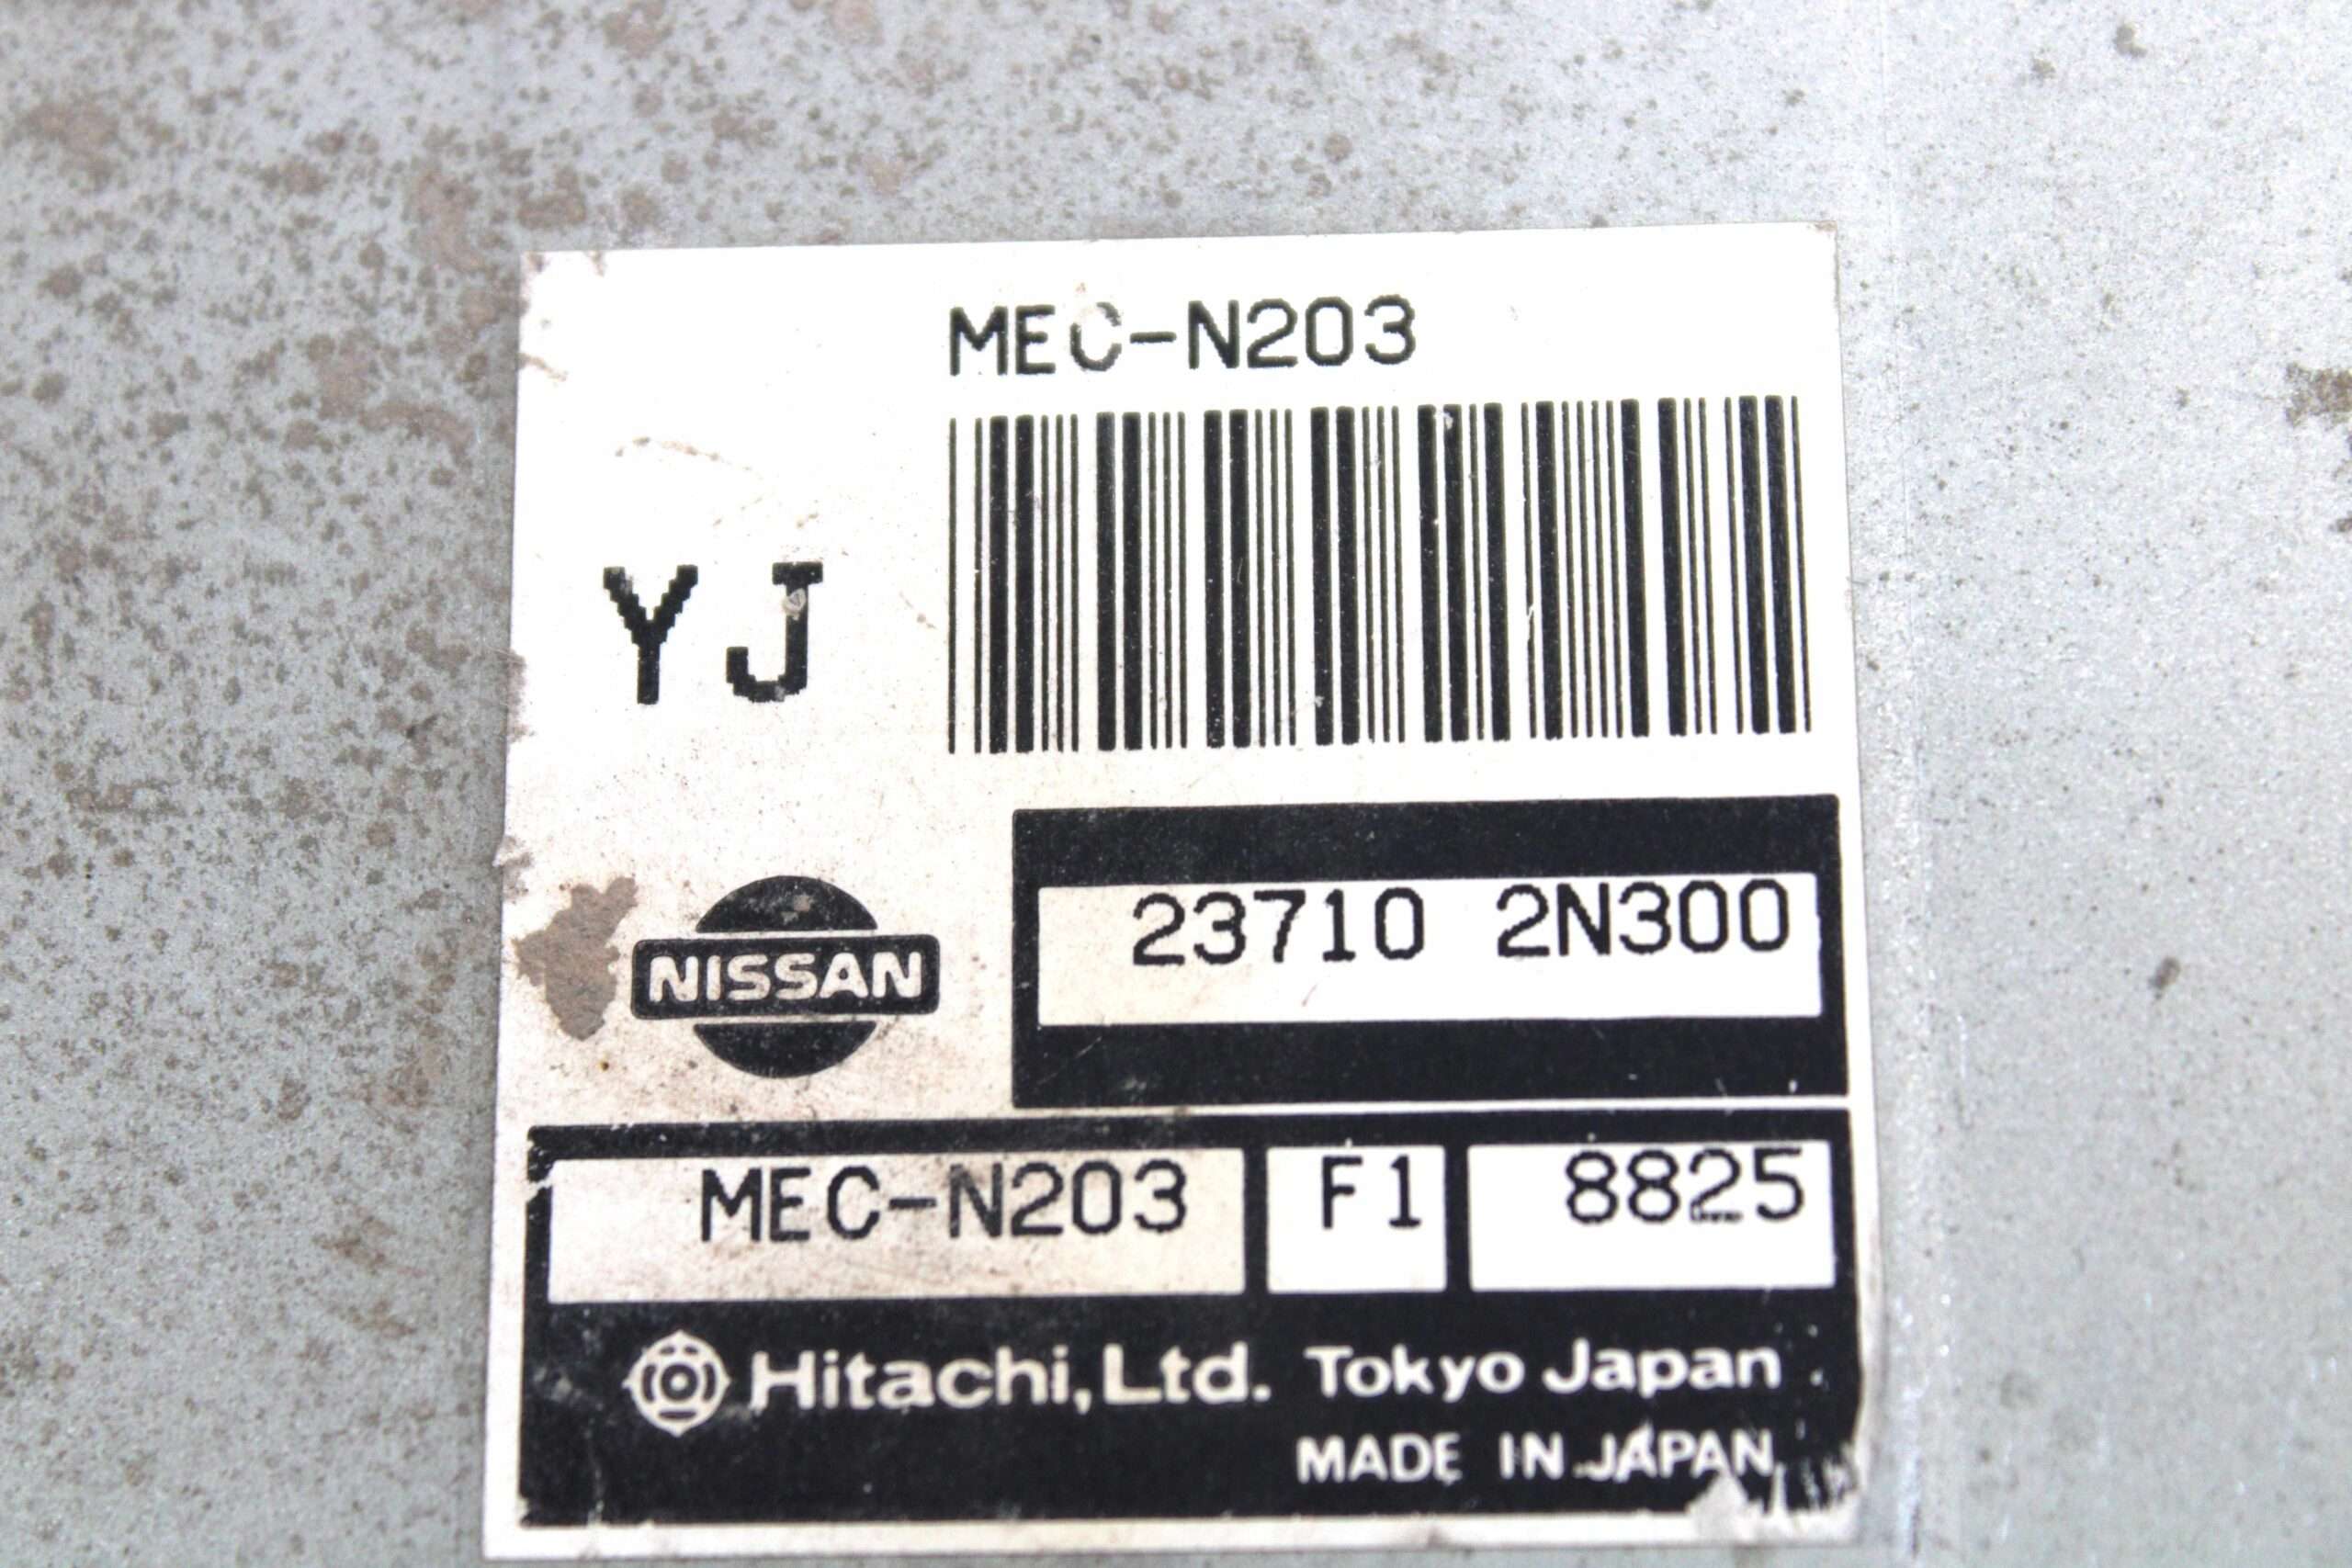 MEC-N203
YJ
NISSAN
23710 2N300
MEC-N203 F1 8825
Hitachi, Ltd. Tokyo Japan
MADE IN JAPAN